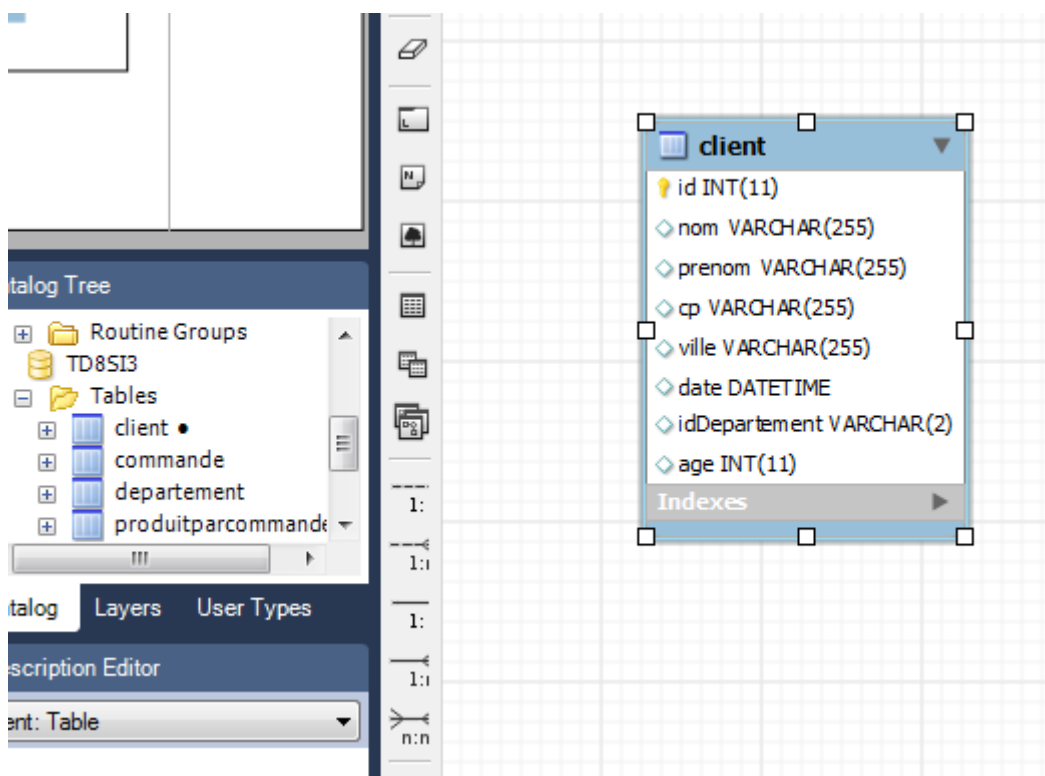 atalog Tree
Routine Groups
TD8SI3
Tables
client •
commande
departement
produitparcommande
atalog Layers User Types
escription Editor
ent: Table
L
N
1:
1:
1:
1:
n:n
client
id INT(11)
nom VARCHAR(255)
prenom VARCHAR(255)
cp VARCHAR(255)
ville VARCHAR(255)
date DATETIME
idDepartement VARCHAR(2)
age INT(11)
Indexes